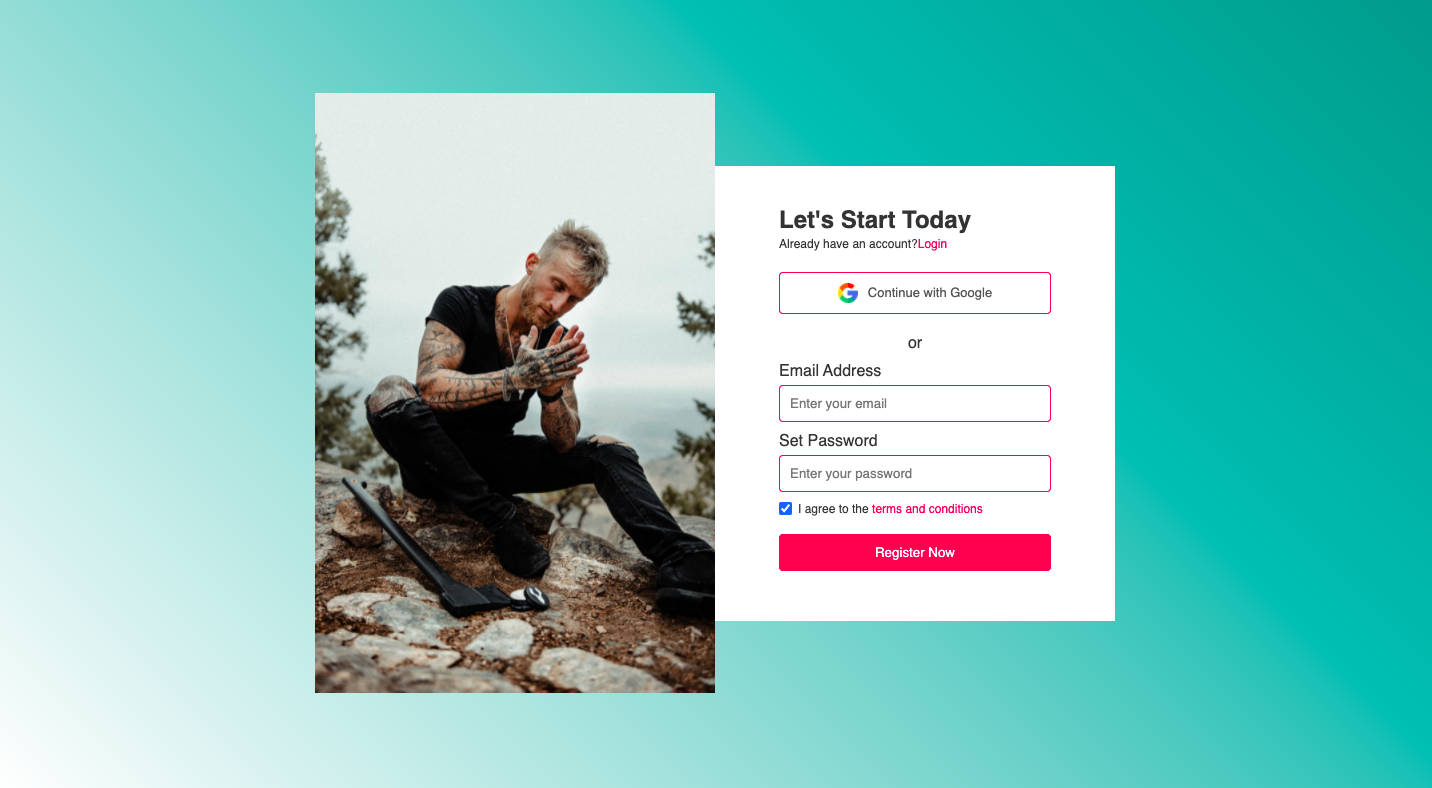 Let's Start Today
Already have an account?Login
Continue with Google
or
Email Address
Enter your email
Set Password
Enter your password
I agree to the terms and conditions
Register Now